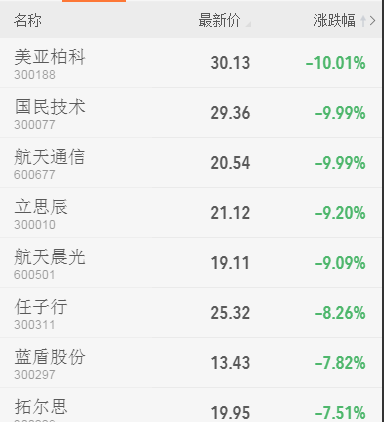 名称 最新价 涨跌幅
美亚柏科 30.13 -10.01%
300188
国民技术 29.36 -9.99%
300077
航天通信 20.54 -9.99%
600677
立思辰 21.12 -9.20%
300010
航天晨光 19.11 -9.09%
600501
任子行 25.32 -8.26%
300311
蓝盾股份 13.43 -7.82%
300297
拓尔思 19.95 -7.51%